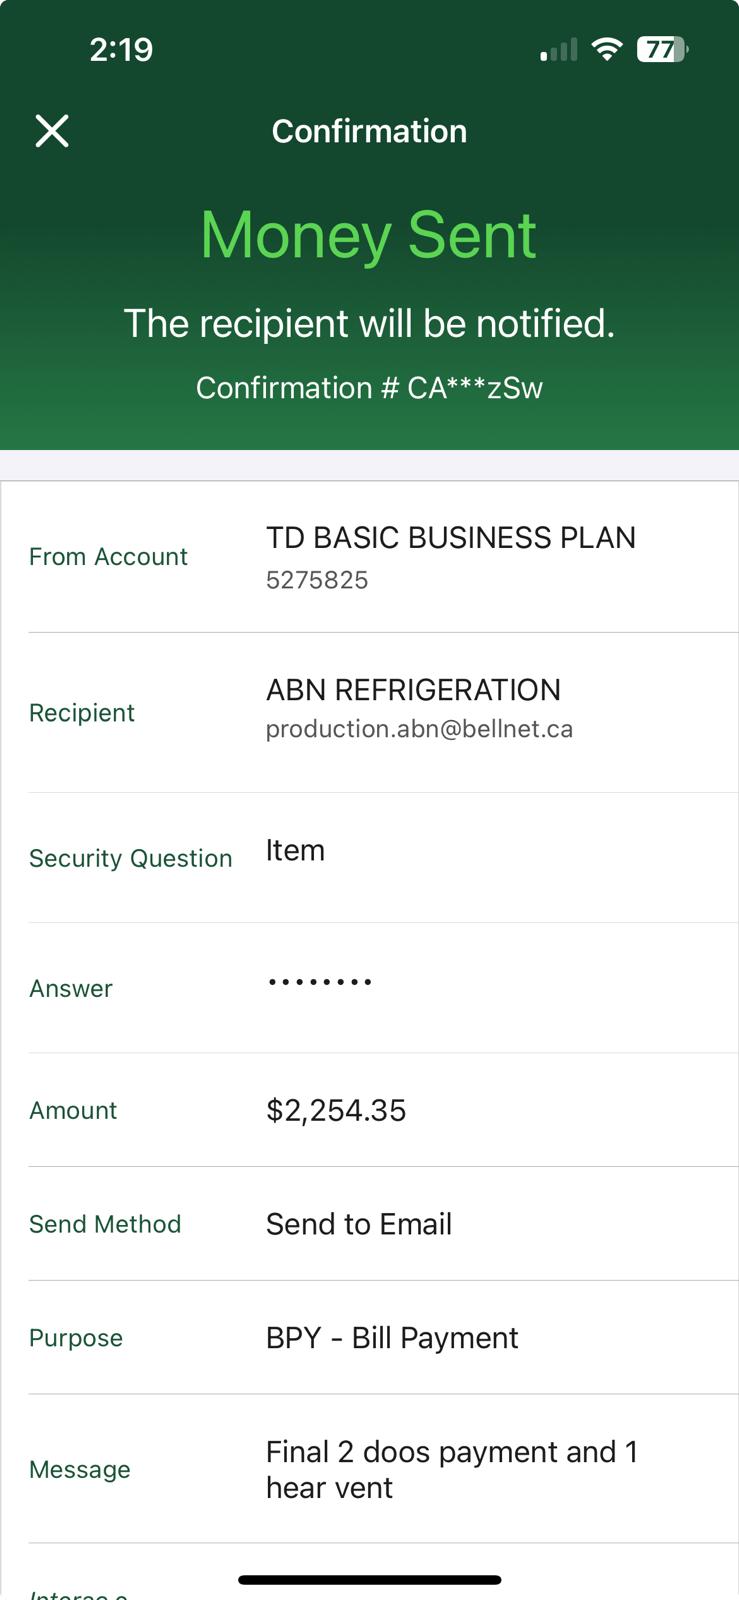 2:19
77
Confirmation
Money Sent
The recipient will be notified.
Confirmation # CA***zSw
From Account
TD BASIC BUSINESS PLAN
5275825
Recipient
ABN REFRIGERATION
production.abn@bellnet.ca
Security Question
Item
Answer
••••••••
Amount
$2,254.35
Send Method
Send to Email
Purpose
BPY - Bill Payment
Message
Final 2 doos payment and 1
hear vent